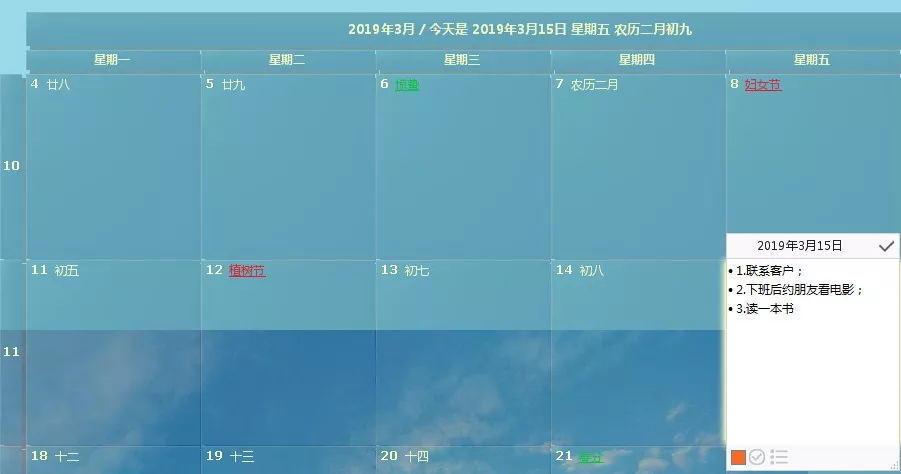 2019年3月 / 今天是 2019年3月15日 星期五 农历二月初九
星期一 星期二 星期三 星期四 星期五
10
4 廿八 5 廿九 6 惊蛰 7 农历二月 8 妇女节
11
11 初五 12 植树节 13 初七 14 初八
2019年3月15日
• 1.联系客户；
• 2.下班后约朋友看电影；
• 3.读一本书
18 十二 19 十三 20 十四 21 春分